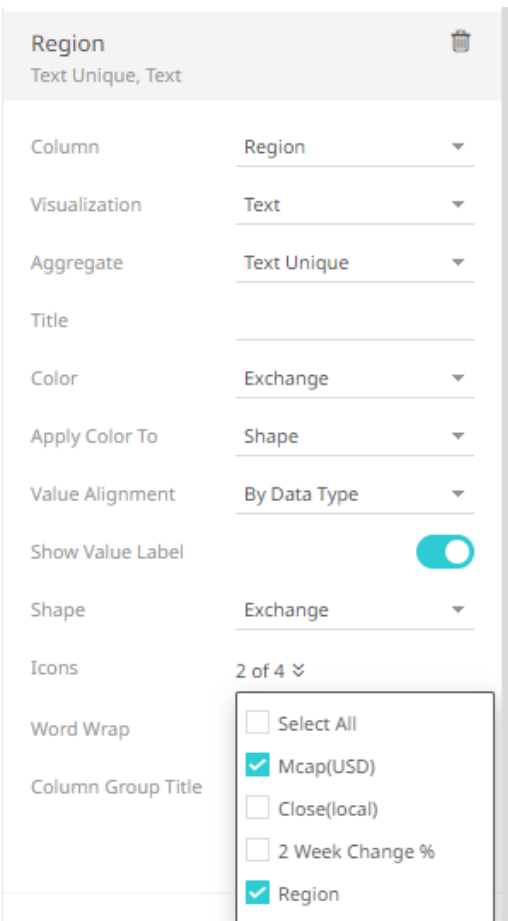 Region
Text Unique, Text
Column Region
Visualization Text
Aggregate Text Unique
Title
Color Exchange
Apply Color To Shape
Value Alignment By Data Type
Show Value Label
Shape Exchange
Icons 2 of 4
Word Wrap
Column Group Title
Select All
Mcap(USD)
Close(local)
2 Week Change %
Region